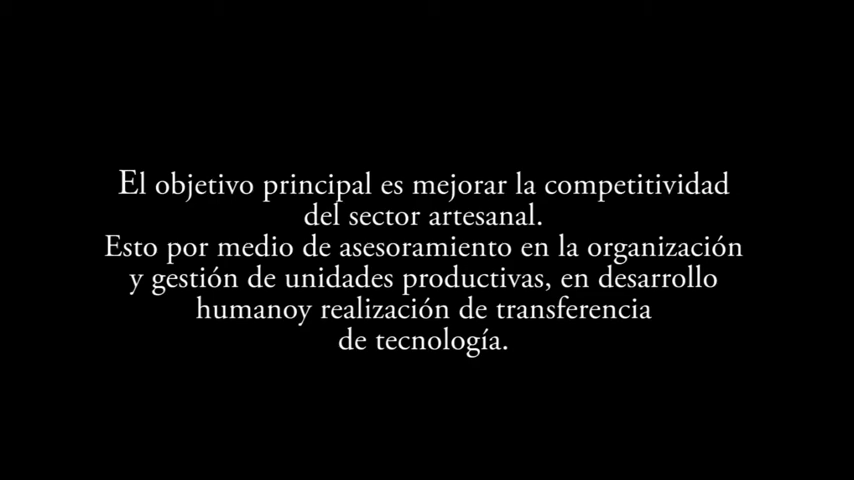 El objetivo principal es mejorar la competitividad
del sector artesanal.
Esto por medio de asesoramiento en la organización
y gestión de unidades productivas, en desarrollo
humanoy realización de transferencia
de tecnología.